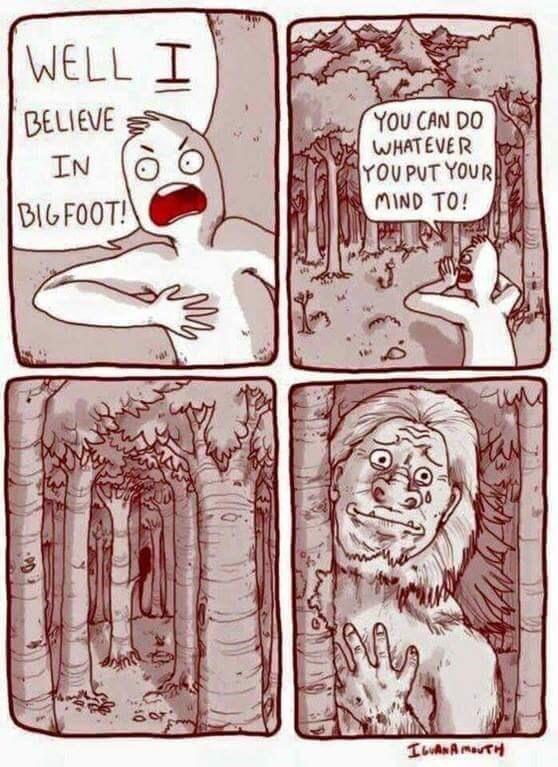 WELL I
BELIEVE
IN
BIGFOOT!
YOU CAN DO
WHATEVER
YOU PUT YOUR
MIND TO!
IGUANAMOUTH